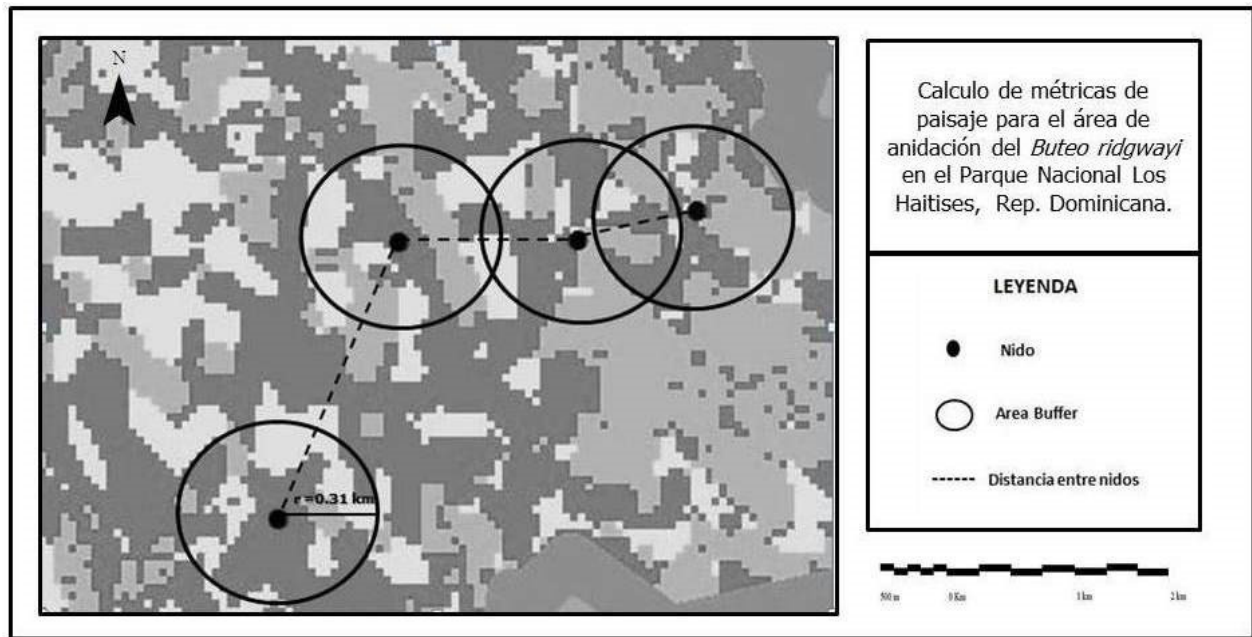 N
r=0.31 km
Calculo de métricas de
paisaje para el área de
anidación del Buteo ridgwayi
en el Parque Nacional Los
Haitises, Rep. Dominicana.
LEYENDA
Nido
Area Buffer
Distancia entre nidos
500 m 0 Km 1 km 2 km